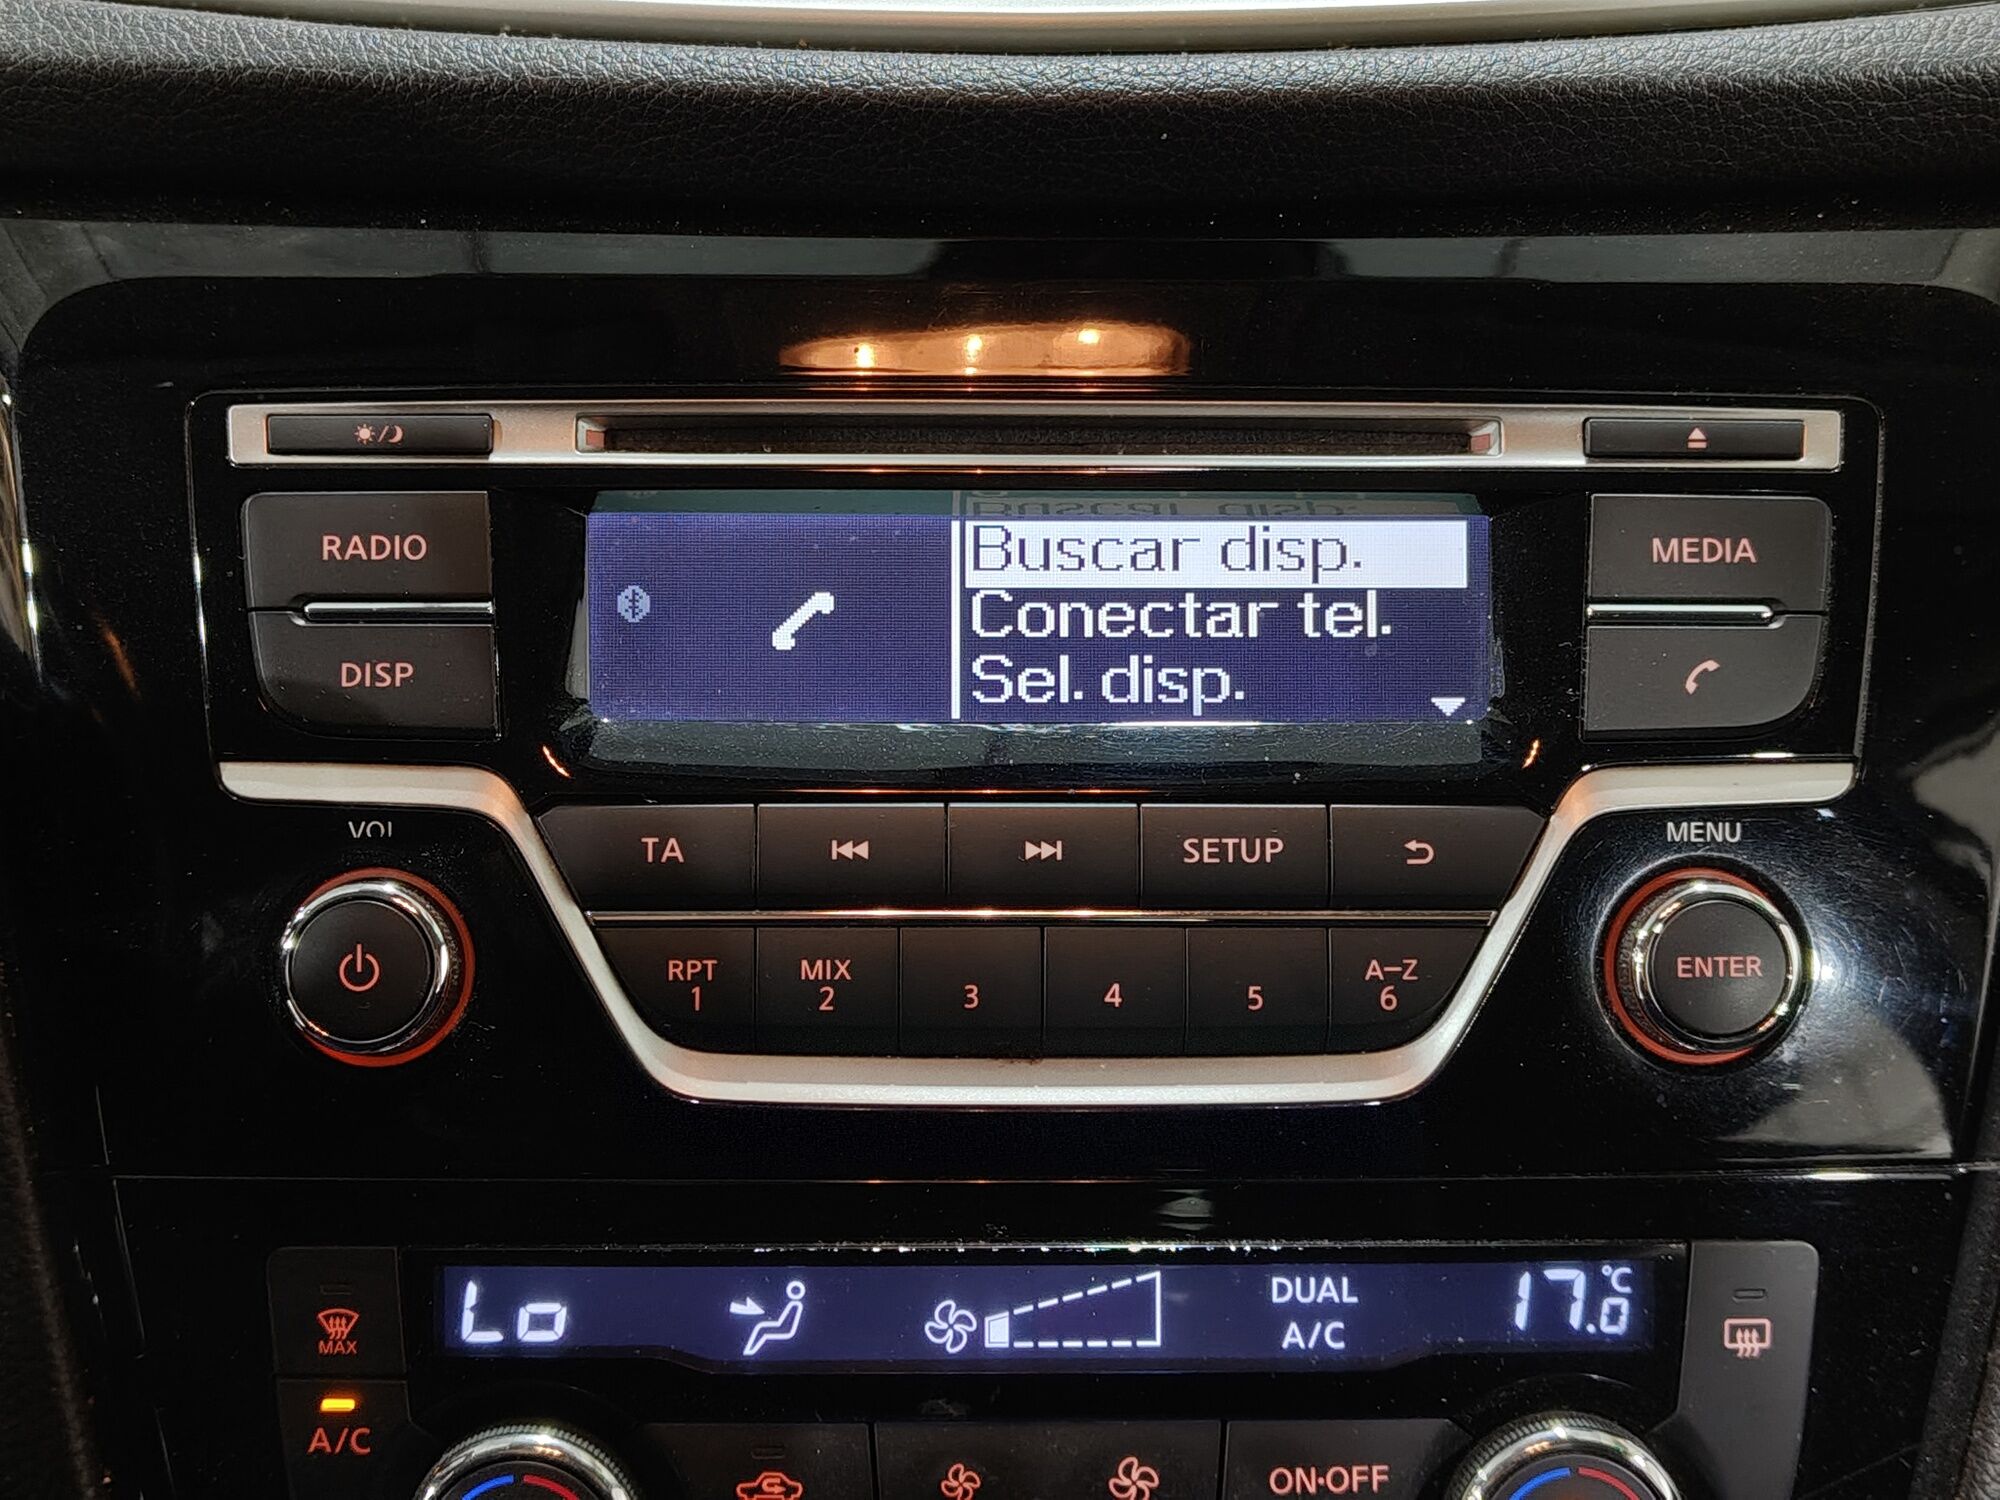 RADIO
DISP
Buscar disp.
Conectar tel.
Sel. disp.
MEDIA
VOL
TA
SETUP
MENU
RPT
1
MIX
2
3
4
5
A-Z
6
ENTER
MAX
Lo
DUAL
A/C
17.0
°C
A/C
ON·OFF